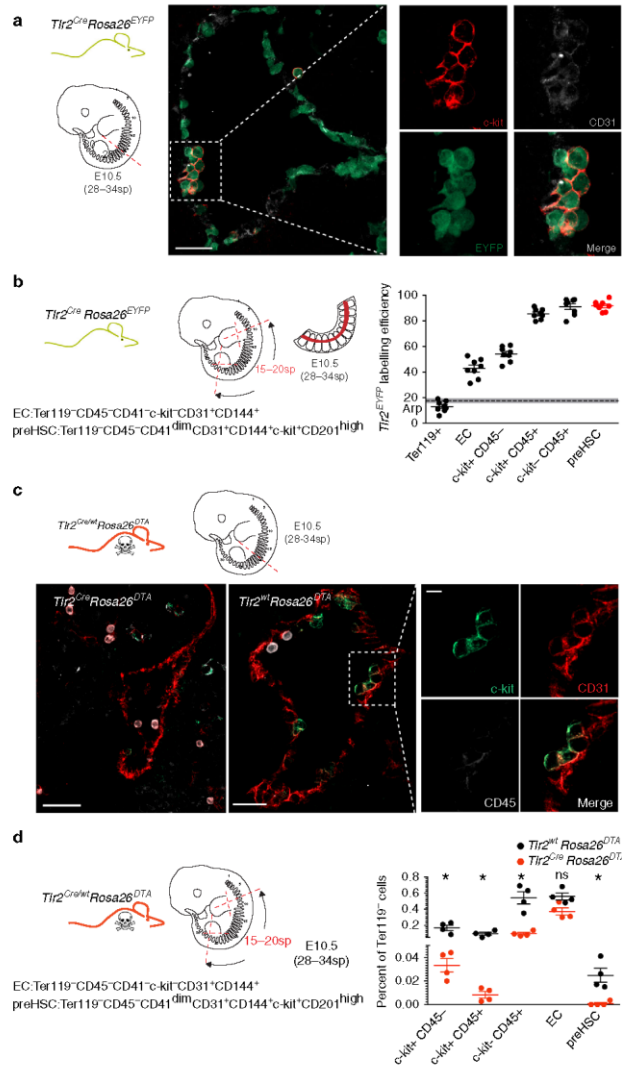 a
Tlr2CreRosa26EYFP
E10.5
(28–34sp)
c-kit
CD31
EYFP
Merge
b
Tlr2CreRosa26EYFP
15–20sp
E10.5
(28–34sp)
EC:Ter119–CD45–CD41–c-kit–CD31+CD144+
preHSC:Ter119–CD45–CD41dimCD31+CD144+c-kit+CD201high
Tlr2EYFP labelling efficiency
100
80
60
40
20
Arp
0
Ter119+
EC
c-kit+ CD45–
c-kit+ CD45+
c-kit– CD45+
preHSC
c
Tlr2Cre/wtRosa26DTA
E10.5
(28-34sp)
Tlr2CreRosa26DTA
Tlr2wtRosa26DTA
c-kit
CD31
CD45
Merge
d
Tlr2Cre/wtRosa26DTA
15–20sp
E10.5
(28–34sp)
EC:Ter119–CD45–CD41–c-kit–CD31+CD144+
preHSC:Ter119–CD45–CD41dimCD31+CD144+c-kit+CD201high
Tlr2wt Rosa26DTA
Tlr2Cre Rosa26DTA
* * * ns *
Percent of Ter119– cells
0.8
0.6
0.4
0.2
0.04
0.02
0.00
c-kit+ CD45–
c-kit+ CD45+
c-kit- CD45+
EC
preHSC